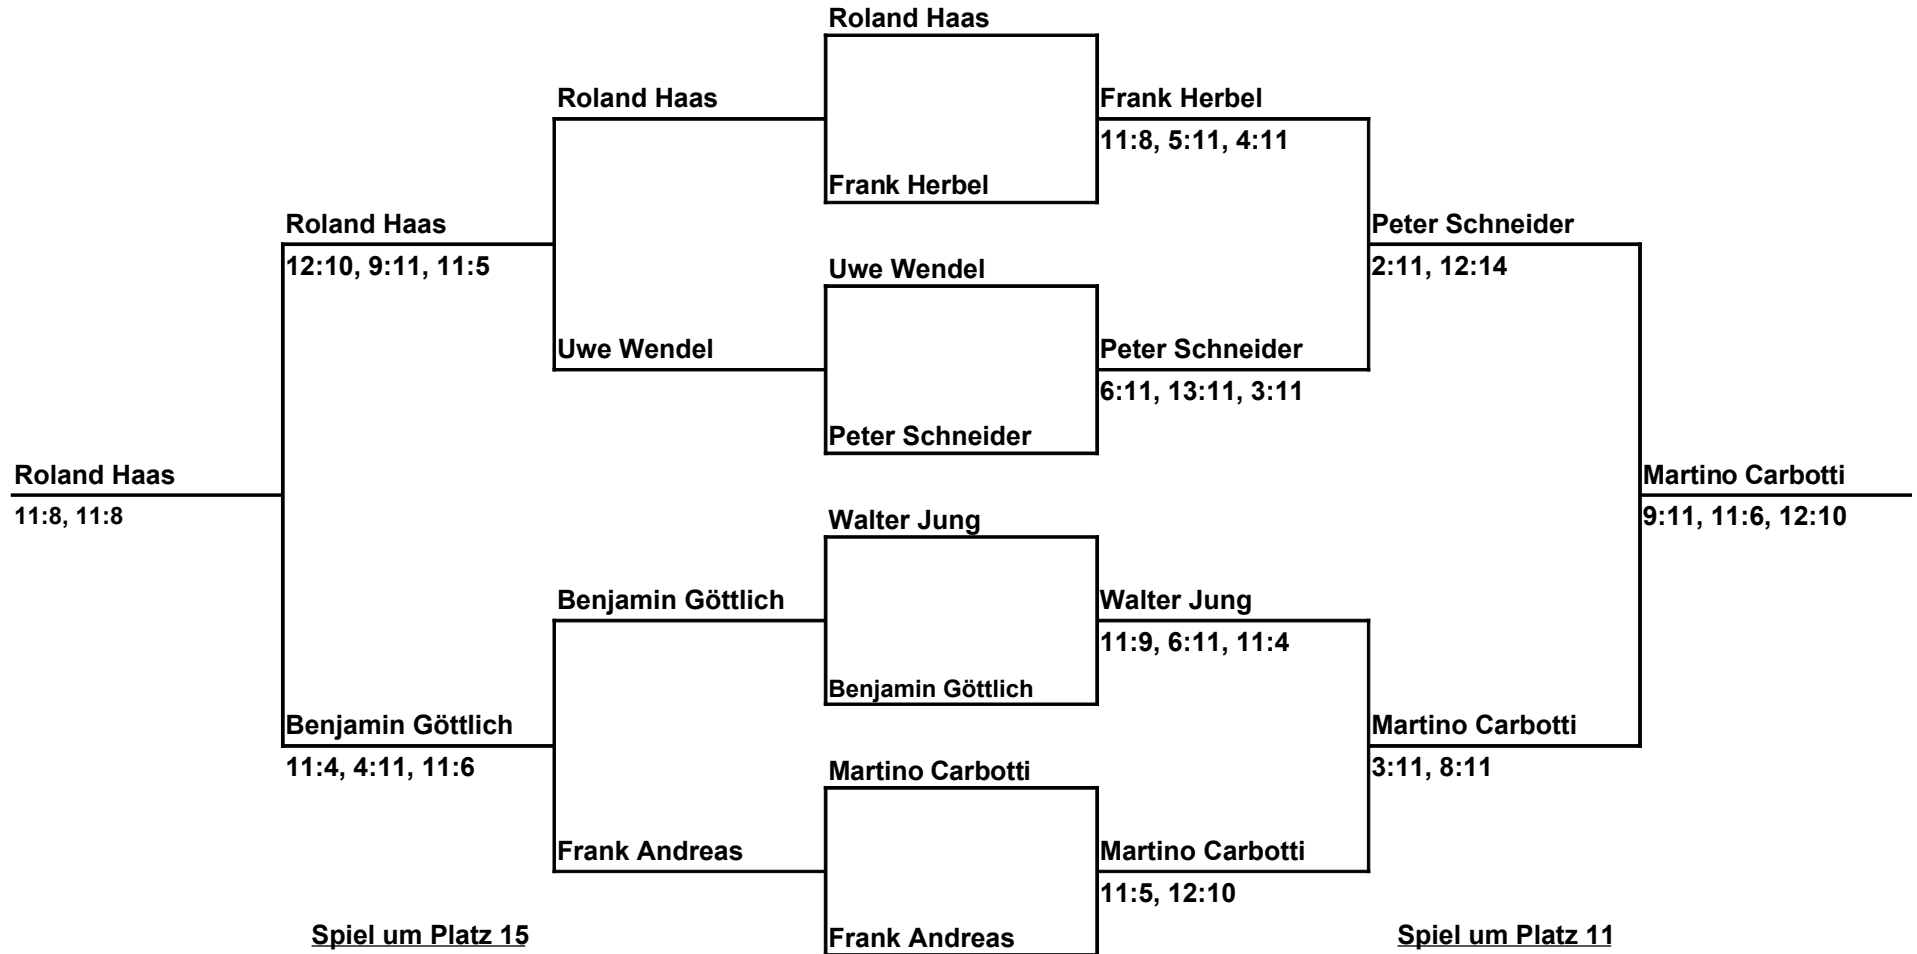 Roland Haas
Roland Haas
Frank Herbel
11:8, 5:11, 4:11
Frank Herbel
Roland Haas
Peter Schneider
12:10, 9:11, 11:5
Uwe Wendel
2:11, 12:14
Uwe Wendel
Peter Schneider
6:11, 13:11, 3:11
Peter Schneider
Roland Haas
Martino Carbotti
11:8, 11:8
Walter Jung
9:11, 11:6, 12:10
Benjamin Göttlich
Walter Jung
11:9, 6:11, 11:4
Benjamin Göttlich
Benjamin Göttlich
Martino Carbotti
11:4, 4:11, 11:6
Martino Carbotti
3:11, 8:11
Frank Andreas
Martino Carbotti
11:5, 12:10
Spiel um Platz 15
Frank Andreas
Spiel um Platz 11